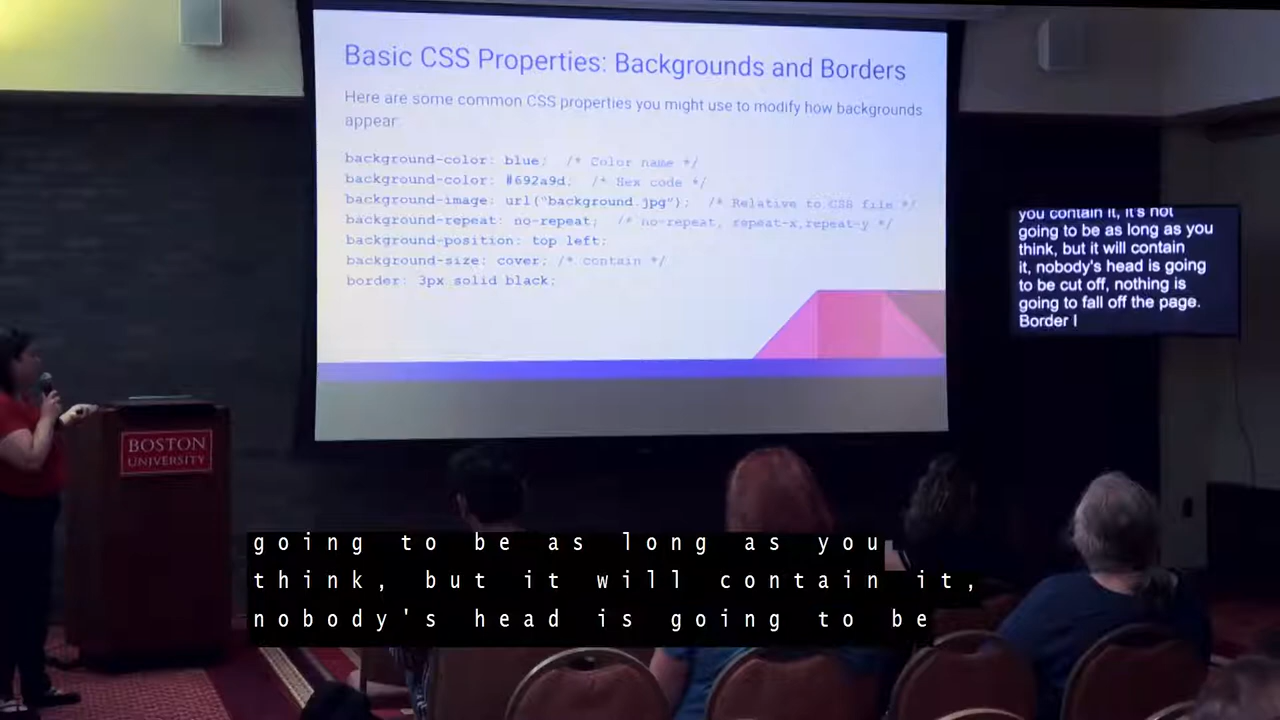 Basic CSS Properties: Backgrounds and Borders
Here are some common CSS properties you might use to modify how backgrounds
appear:
background-color: blue; /* Color name */
background-color: #692a9d; /* Hex code */
background-image: url("background.jpg"); /* Relative to CSS file */
background-repeat: no-repeat; /* no-repeat, repeat-x,repeat-y */
background-position: top left;
background-size: cover; /* contain */
border: 3px solid black;
you contain it, it's not
going to be as long as you
think, but it will contain
it, nobody's head is going
to be cut off, nothing is
going to fall off the page.
Border I
BOSTON
UNIVERSITY
going to be as long as you
think, but it will contain it,
nobody's head is going to be